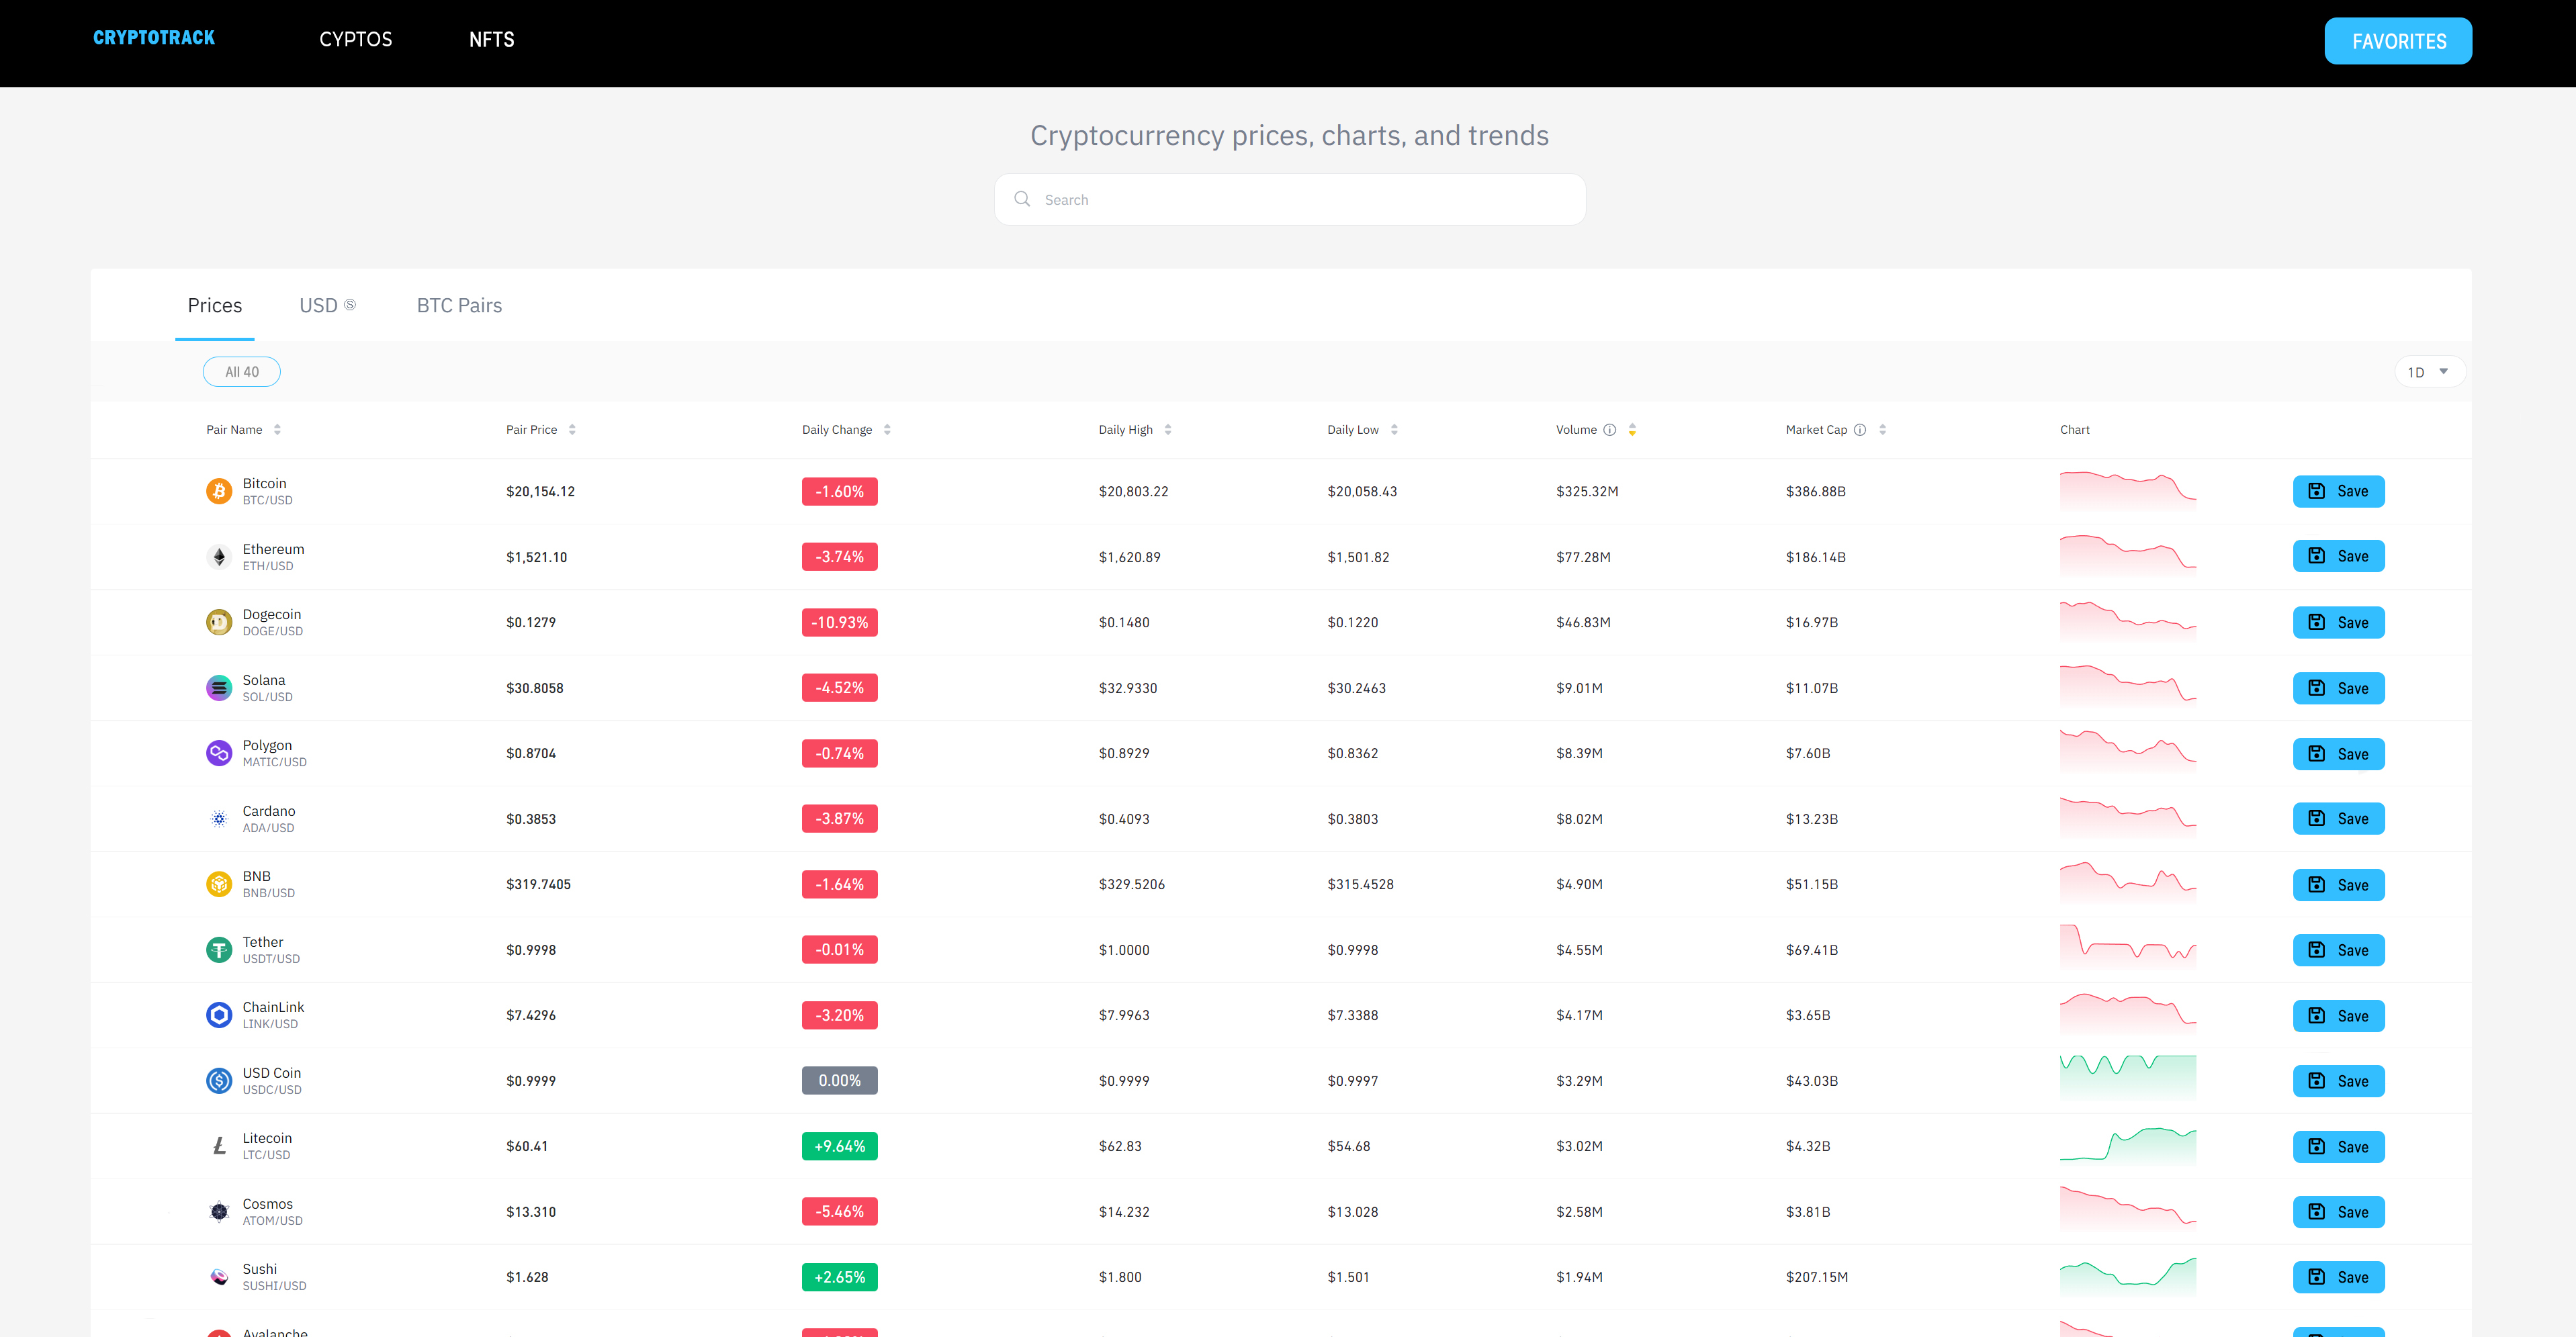 CRYPTOTRACK CYPTOS NFTS FAVORITES
Cryptocurrency prices, charts, and trends
Search
Prices USD Ⓢ BTC Pairs
All 40 1D
Pair Name Pair Price Daily Change Daily High Daily Low Volume Market Cap Chart
Bitcoin
BTC/USD $20,154.12 -1.60% $20,803.22 $20,058.43 $325.32M $386.88B Save
Ethereum
ETH/USD $1,521.10 -3.74% $1,620.89 $1,501.82 $77.28M $186.14B Save
Dogecoin
DOGE/USD $0.1279 -10.93% $0.1480 $0.1220 $46.83M $16.97B Save
Solana
SOL/USD $30.8058 -4.52% $32.9330 $30.2463 $9.01M $11.07B Save
Polygon
MATIC/USD $0.8704 -0.74% $0.8929 $0.8362 $8.39M $7.60B Save
Cardano
ADA/USD $0.3853 -3.87% $0.4093 $0.3803 $8.02M $13.23B Save
BNB
BNB/USD $319.7405 -1.64% $329.5206 $315.4528 $4.90M $51.15B Save
Tether
USDT/USD $0.9998 -0.01% $1.0000 $0.9998 $4.55M $69.41B Save
ChainLink
LINK/USD $7.4296 -3.20% $7.9963 $7.3388 $4.17M $3.65B Save
USD Coin
USDC/USD $0.9999 0.00% $0.9999 $0.9997 $3.29M $43.03B Save
Litecoin
LTC/USD $60.41 +9.64% $62.83 $54.68 $3.02M $4.32B Save
Cosmos
ATOM/USD $13.310 -5.46% $14.232 $13.028 $2.58M $3.81B Save
Sushi
SUSHI/USD $1.628 +2.65% $1.800 $1.501 $1.94M $207.15M Save
Avalanche